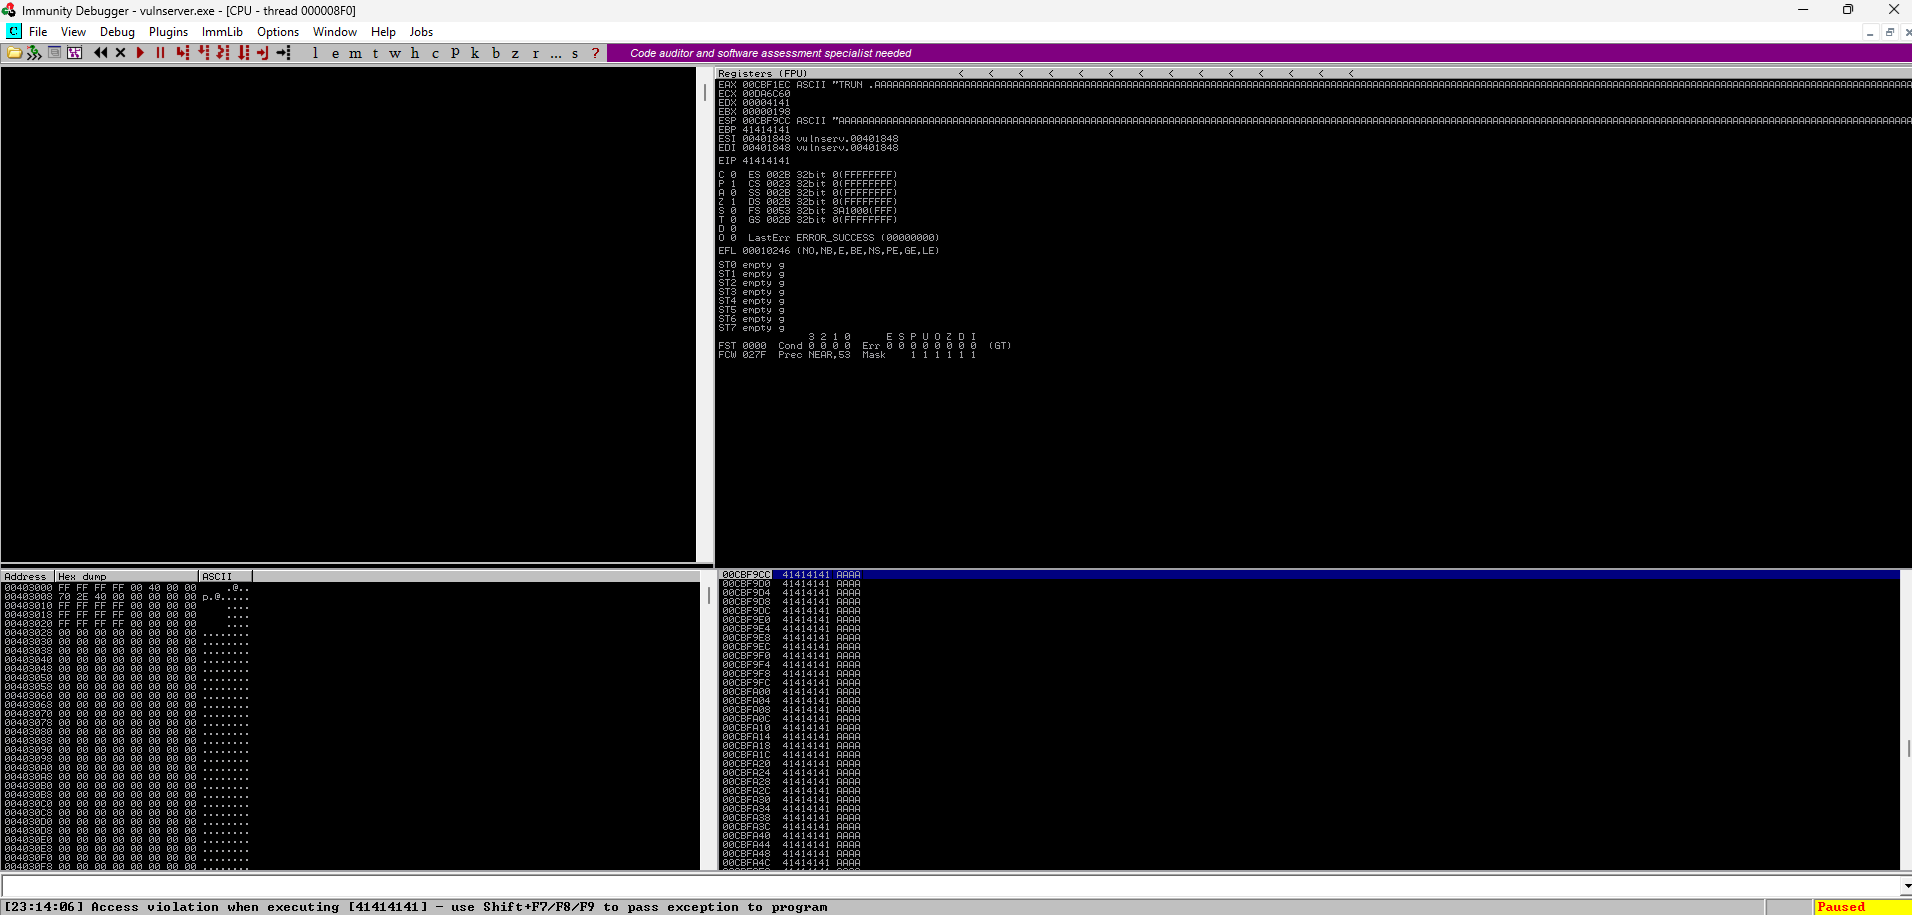 Immunity Debugger - vulnserver.exe - [CPU - thread 000008F0]
C File View Debug Plugins ImmLib Options Window Help Jobs
l e m t w h c P k b z r ... s ? Code auditor and software assessment specialist needed
Registers (FPU) < < < < < < < < < < < < < <
EAX 00CBF1EC ASCII "TRUN .
ECX 00DA6C60
EDX 00004141
EBX 00000198
ESP 00CBF9CC ASCII "
EBP 41414141
ESI 00401848 vulnserv.00401848
EDI 00401848 vulnserv.00401848
EIP 41414141
C 0 ES 002B 32bit 0(FFFFFFFF)
P 1 CS 0023 32bit 0(FFFFFFFF)
A 0 SS 002B 32bit 0(FFFFFFFF)
Z 1 DS 002B 32bit 0(FFFFFFFF)
S 0 FS 0053 32bit 3A1000(FFF)
T 0 GS 002B 32bit 0(FFFFFFFF)
D 0
O 0 LastErr ERROR_SUCCESS (00000000)
EFL 00010246 (NO,NB,E,BE,NS,PE,GE,LE)
ST0 empty g
ST1 empty g
ST2 empty g
ST3 empty g
ST4 empty g
ST5 empty g
ST6 empty g
ST7 empty g
3 2 1 0 E S P U O Z D I
FST 0000 Cond 0 0 0 0 Err 0 0 0 0 0 0 0 0 (GT)
FCW 027F Prec NEAR,53 Mask 1 1 1 1 1 1
Address Hex dump ASCII
00403000 FF FF FF FF 00 40 00 00 .@..
00403008 70 2E 40 00 00 00 00 00 p.@.....
00403010 FF FF FF FF 00 00 00 00 ....
00403018 FF FF FF FF 00 00 00 00 ....
00403020 FF FF FF FF 00 00 00 00 ....
00403028 00 00 00 00 00 00 00 00 ........
00403030 00 00 00 00 00 00 00 00 ........
00403038 00 00 00 00 00 00 00 00 ........
00403040 00 00 00 00 00 00 00 00 ........
00403048 00 00 00 00 00 00 00 00 ........
00403050 00 00 00 00 00 00 00 00 ........
00403058 00 00 00 00 00 00 00 00 ........
00403060 00 00 00 00 00 00 00 00 ........
00403068 00 00 00 00 00 00 00 00 ........
00403070 00 00 00 00 00 00 00 00 ........
00403078 00 00 00 00 00 00 00 00 ........
00403080 00 00 00 00 00 00 00 00 ........
00403088 00 00 00 00 00 00 00 00 ........
00403090 00 00 00 00 00 00 00 00 ........
00403098 00 00 00 00 00 00 00 00 ........
004030A0 00 00 00 00 00 00 00 00 ........
004030A8 00 00 00 00 00 00 00 00 ........
004030B0 00 00 00 00 00 00 00 00 ........
004030B8 00 00 00 00 00 00 00 00 ........
004030C0 00 00 00 00 00 00 00 00 ........
004030C8 00 00 00 00 00 00 00 00 ........
004030D0 00 00 00 00 00 00 00 00 ........
004030D8 00 00 00 00 00 00 00 00 ........
004030E0 00 00 00 00 00 00 00 00 ........
004030E8 00 00 00 00 00 00 00 00 ........
004030F0 00 00 00 00 00 00 00 00 ........
004030F8 00 00 00 00 00 00 00 00 ........
00CBF9CC 41414141 AAAA
00CBF9D0 41414141 AAAA
00CBF9D4 41414141 AAAA
00CBF9D8 41414141 AAAA
00CBF9DC 41414141 AAAA
00CBF9E0 41414141 AAAA
00CBF9E4 41414141 AAAA
00CBF9E8 41414141 AAAA
00CBF9EC 41414141 AAAA
00CBF9F0 41414141 AAAA
00CBF9F4 41414141 AAAA
00CBF9F8 41414141 AAAA
00CBF9FC 41414141 AAAA
00CBFA00 41414141 AAAA
00CBFA04 41414141 AAAA
00CBFA08 41414141 AAAA
00CBFA0C 41414141 AAAA
00CBFA10 41414141 AAAA
00CBFA14 41414141 AAAA
00CBFA18 41414141 AAAA
00CBFA1C 41414141 AAAA
00CBFA20 41414141 AAAA
00CBFA24 41414141 AAAA
00CBFA28 41414141 AAAA
00CBFA2C 41414141 AAAA
00CBFA30 41414141 AAAA
00CBFA34 41414141 AAAA
00CBFA38 41414141 AAAA
00CBFA3C 41414141 AAAA
00CBFA40 41414141 AAAA
00CBFA44 41414141 AAAA
00CBFA48 41414141 AAAA
00CBFA4C 41414141 AAAA
[23:14:06] Access violation when executing [41414141] - use Shift+F7/F8/F9 to pass exception to program
Paused